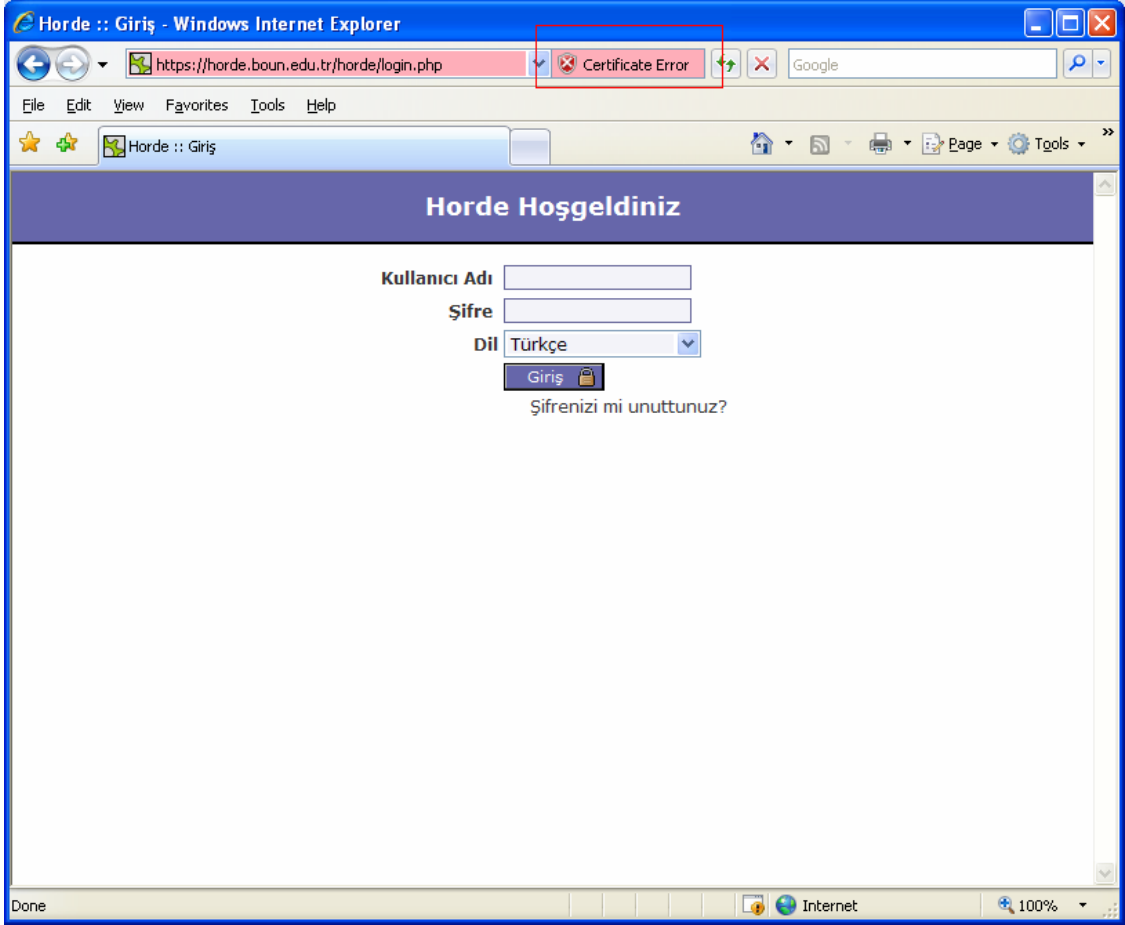 Horde :: Giriş - Windows Internet Explorer
https://horde.boun.edu.tr/horde/login.php Certificate Error Google
File Edit View Favorites Tools Help
Horde :: Giriş Page Tools »
Horde Hoşgeldiniz
Kullanıcı Adı
Şifre
Dil Türkçe
Giriş
Şifrenizi mi unuttunuz?
Done Internet 100%